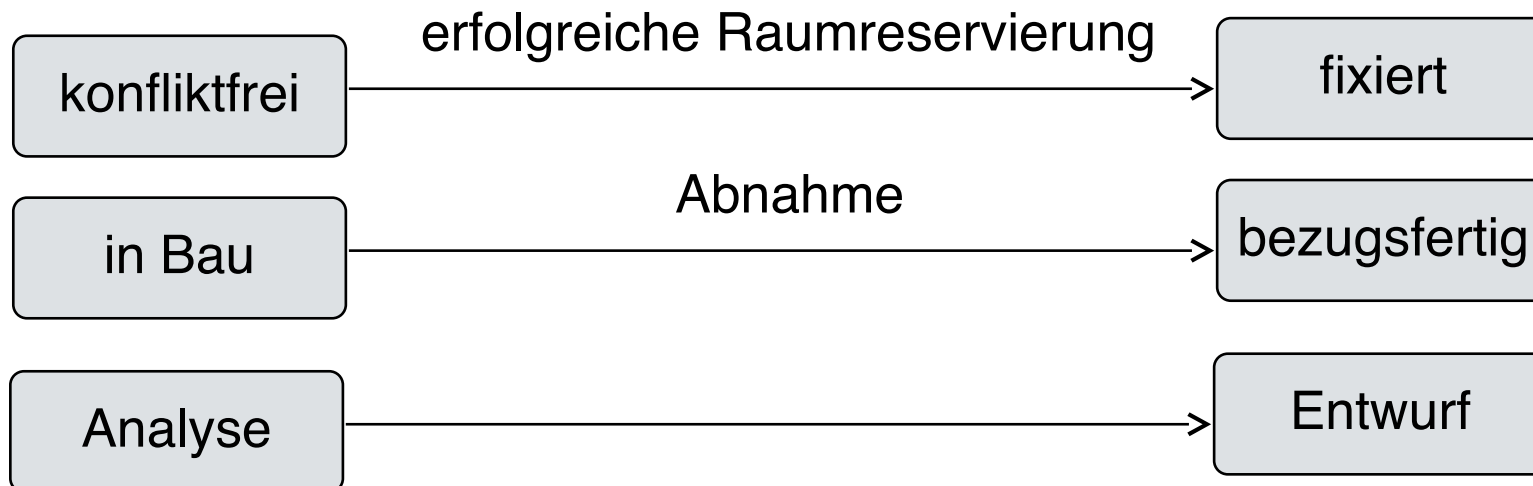 erfolgreiche Raumreservierung
konfliktfrei
fixiert
Abnahme
in Bau
bezugsfertig
Analyse
Entwurf